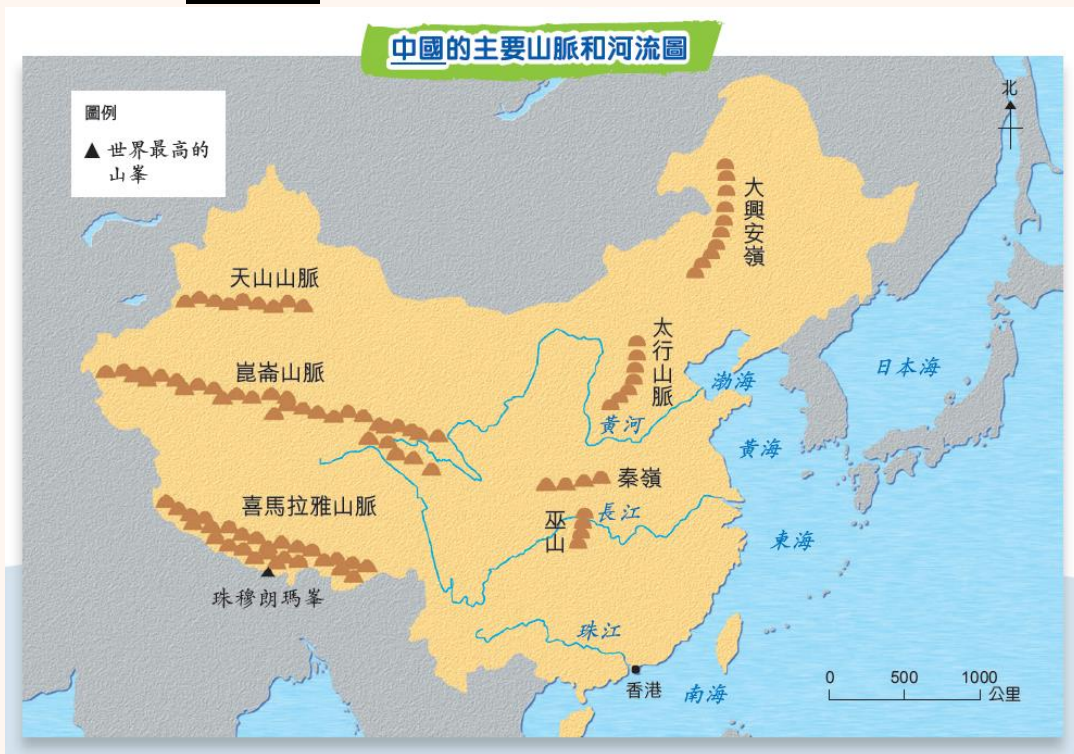 中國的主要山脈和河流圖
圖例
▲ 世界最高的
山峯
北
大興安嶺
天山山脈
太行山脈
崑崙山脈
渤海
日本海
黃河
黃海
喜馬拉雅山脈
秦嶺
巫山
長江
東海
珠穆朗瑪峯
珠江
香港
南海
0 500 1000
公里